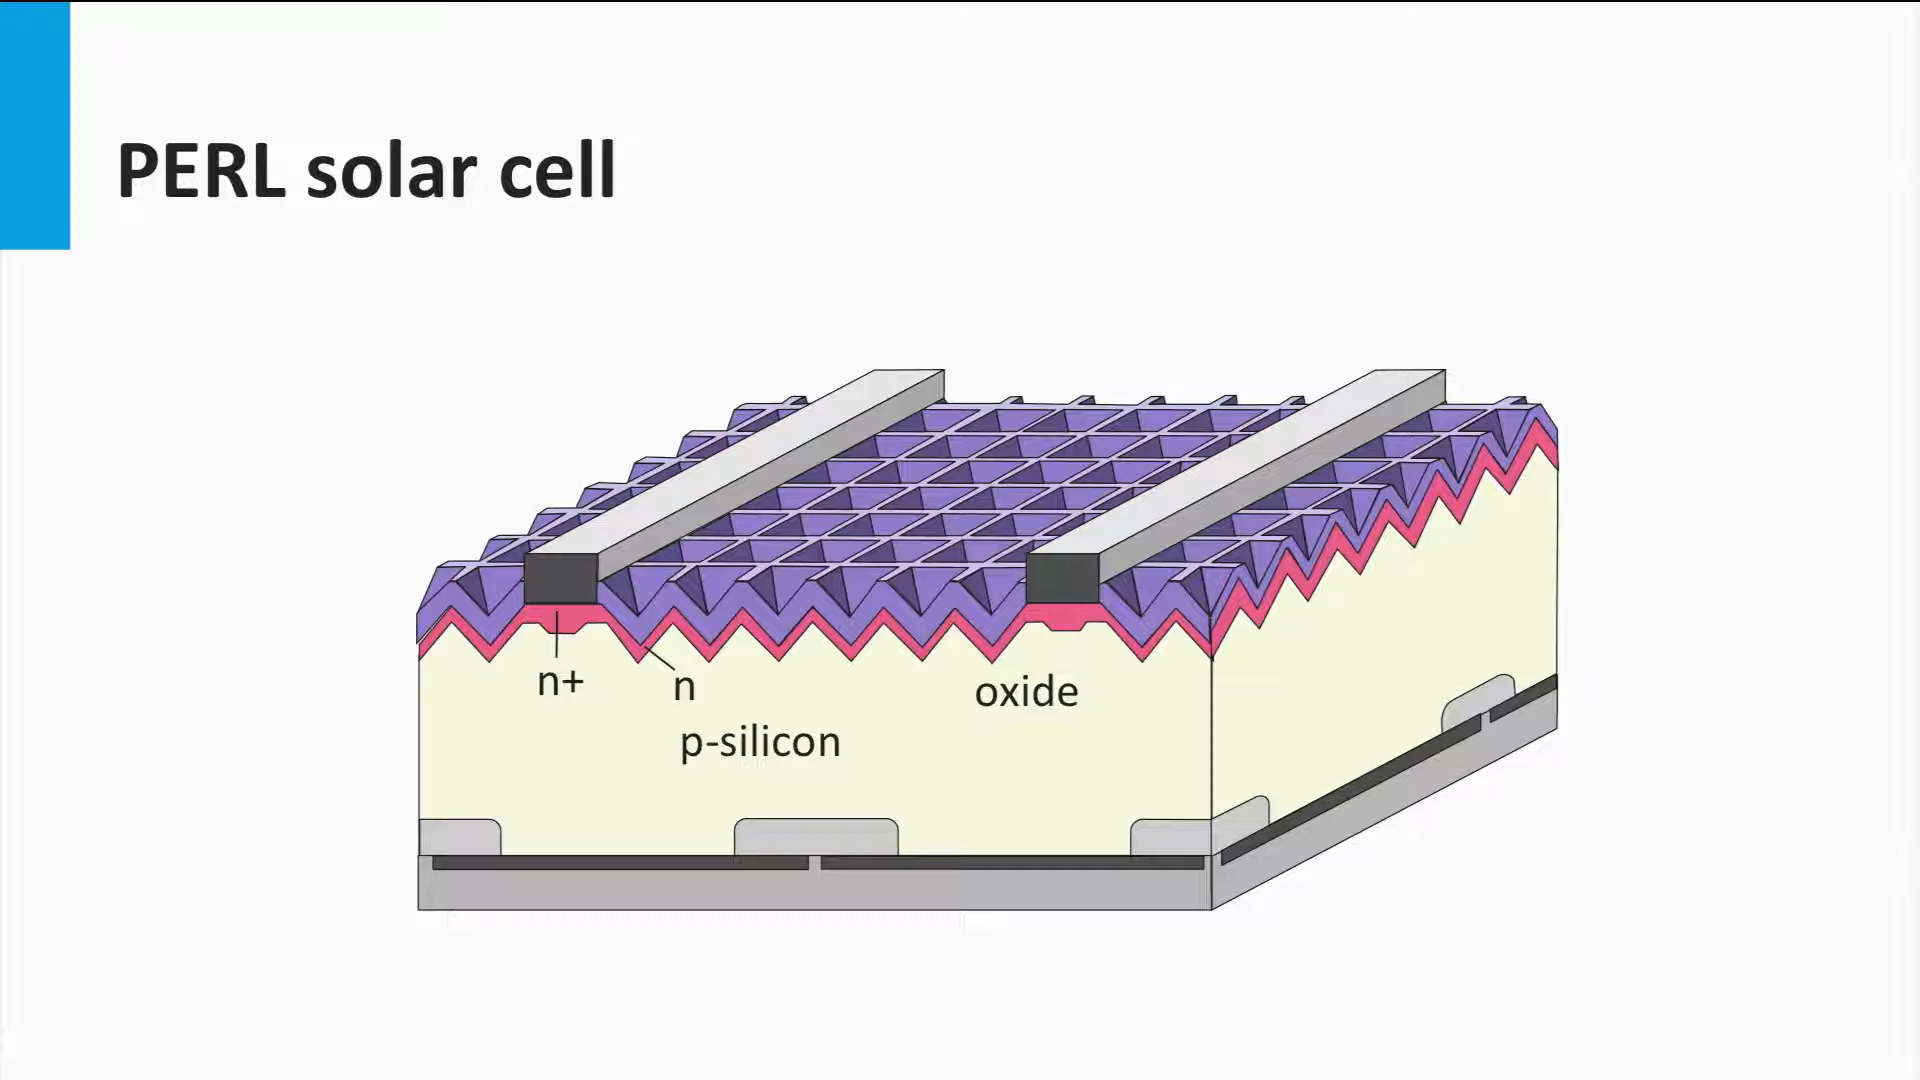 PERL solar cell
n+
n
oxide
p-silicon